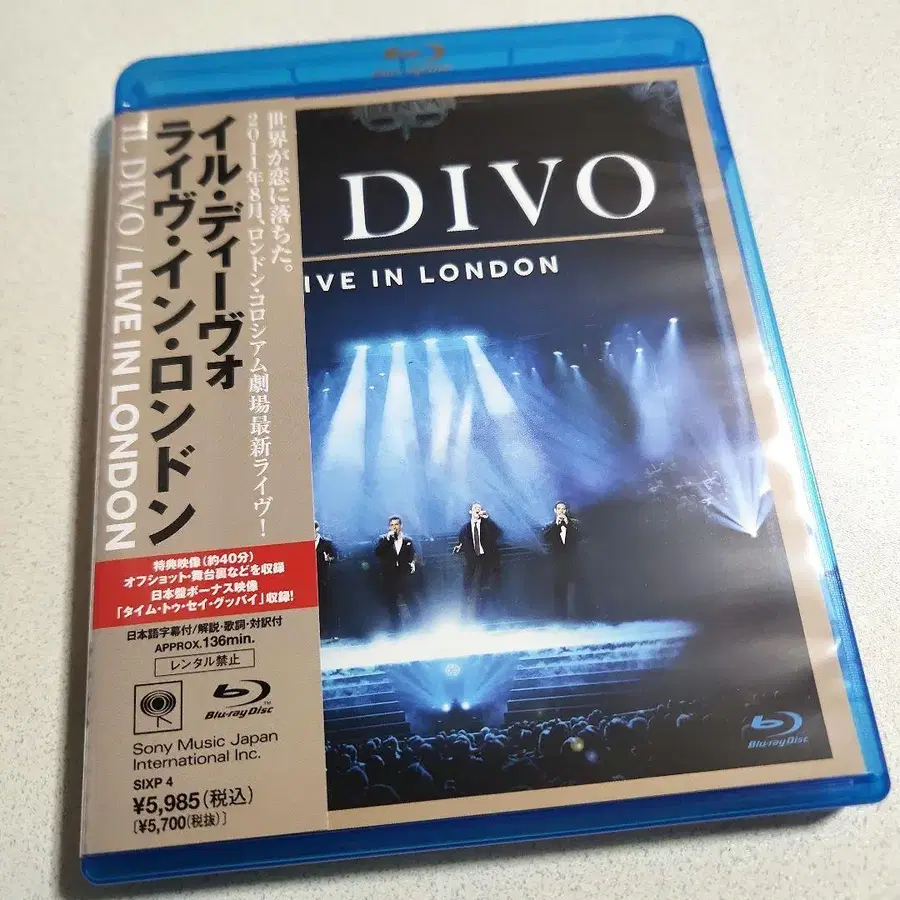 Blu-ray Disc
DIVO
IVE IN LONDON
世界が恋に落ちた。
2011年8月、ロンドン・コロシアム劇場最新ライヴ!
イル・ディーヴォ
ライヴ・イン・ロンドン
IL DIVO / LIVE IN LONDON
特典映像(約40分)
オフショット・舞台裏などを収録
日本盤ボーナス映像
「タイム・トゥ・セイ・グッバイ」収録!
日本語字幕付/解説・歌詞・対訳付
APPROX.136min.
レンタル禁止
Blu-ray Disc
Sony Music Japan
International Inc.
SIXP 4
¥5,985(税込)
[¥5,700(税抜)]
Blu-ray Disc